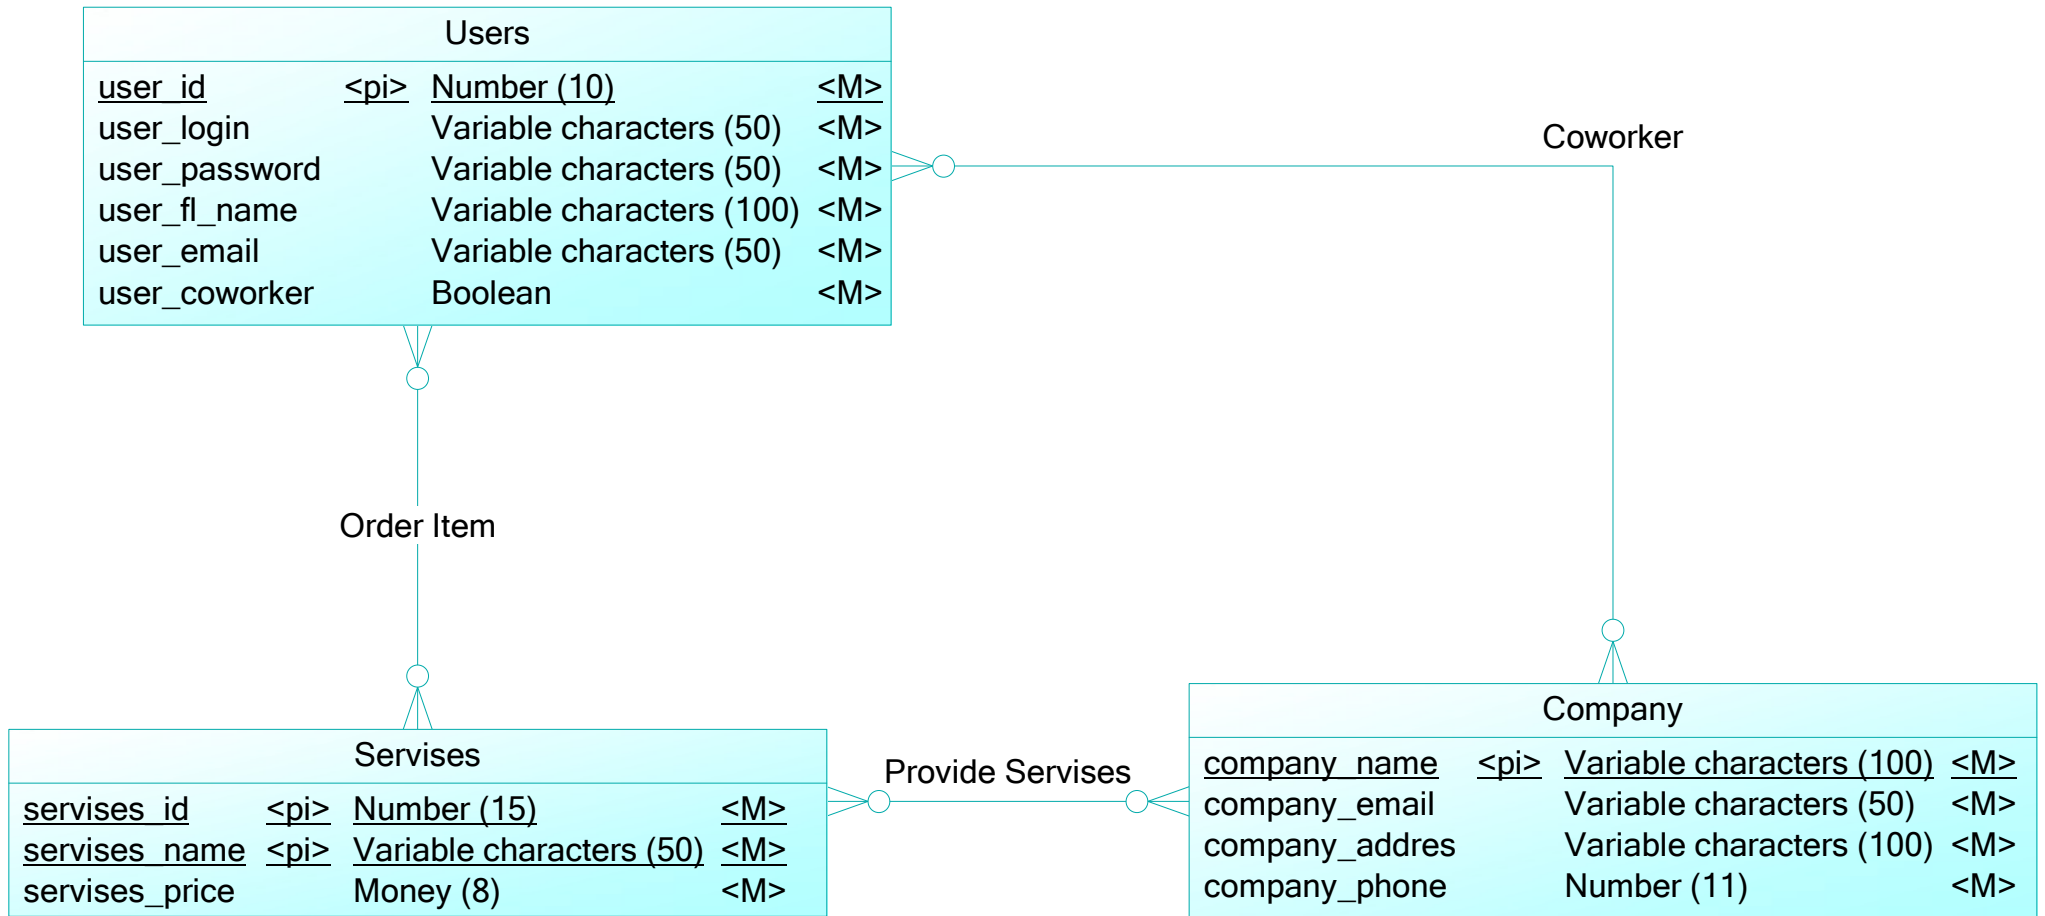 Users
user_id <pi> Number (10) <M>
user_login Variable characters (50) <M>
user_password Variable characters (50) <M>
user_fl_name Variable characters (100) <M>
user_email Variable characters (50) <M>
user_coworker Boolean <M>
Coworker
Order Item
Servises
servises_id <pi> Number (15) <M>
servises_name <pi> Variable characters (50) <M>
servises_price Money (8) <M>
Provide Servises
Company
company_name <pi> Variable characters (100) <M>
company_email Variable characters (50) <M>
company_addres Variable characters (100) <M>
company_phone Number (11) <M>